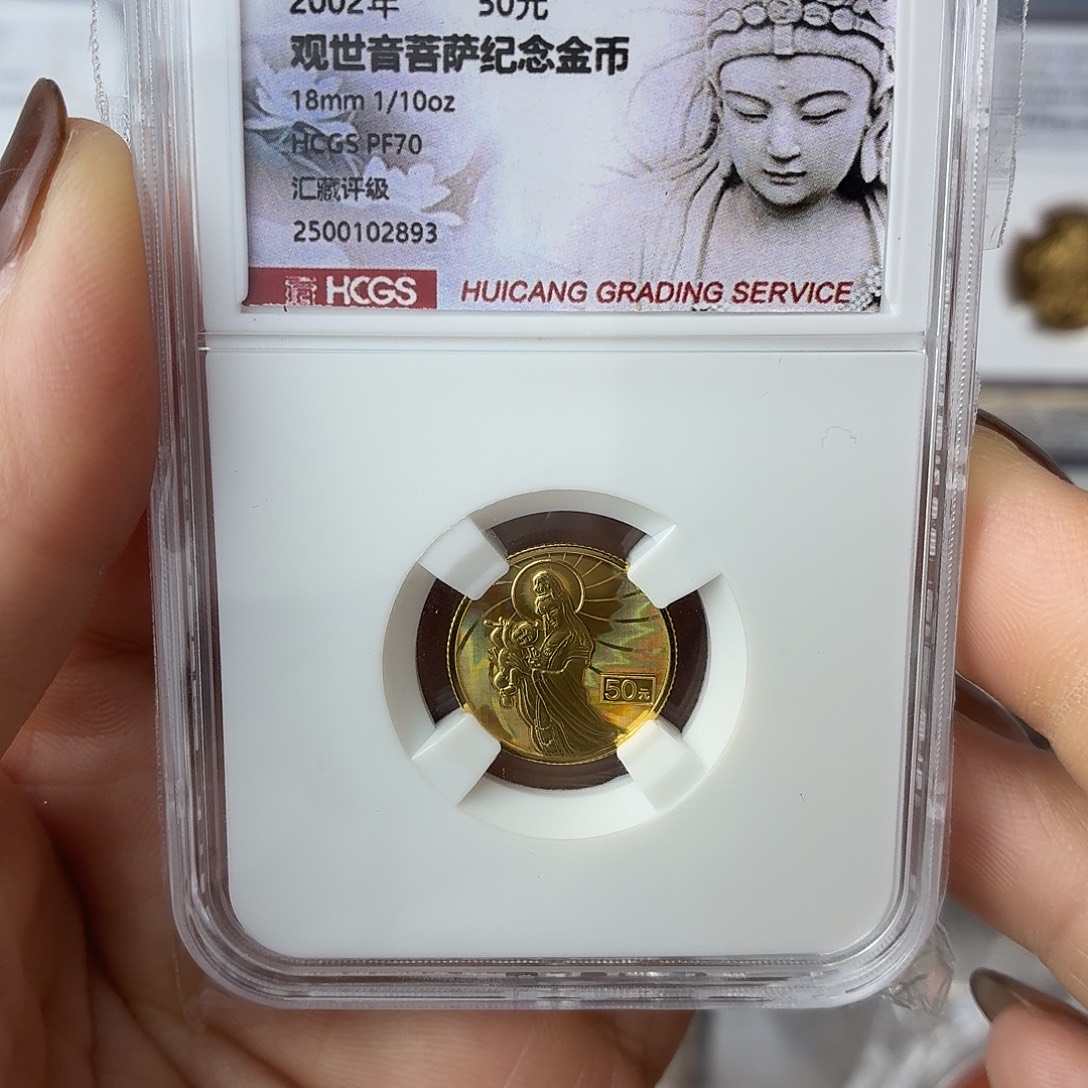 2002年 50元
观世音菩萨纪念金币
18mm 1/10oz
HCGS PF70
汇藏评级
2500102893
HCGS HUICANG GRADING SERVICE
50元